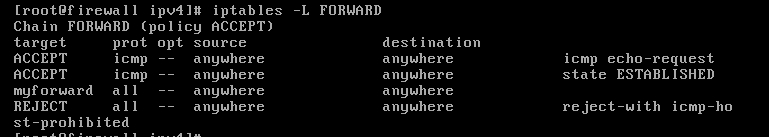 [root@firewall ipv4]# iptables -L FORWARD
Chain FORWARD (policy ACCEPT)
target     prot opt source               destination
ACCEPT     icmp --  anywhere             anywhere             icmp echo-request
ACCEPT     icmp --  anywhere             anywhere             state ESTABLISHED
myforward  all  --  anywhere             anywhere
REJECT     all  --  anywhere             anywhere             reject-with icmp-ho
st-prohibited
[root@firewall ipv4]#